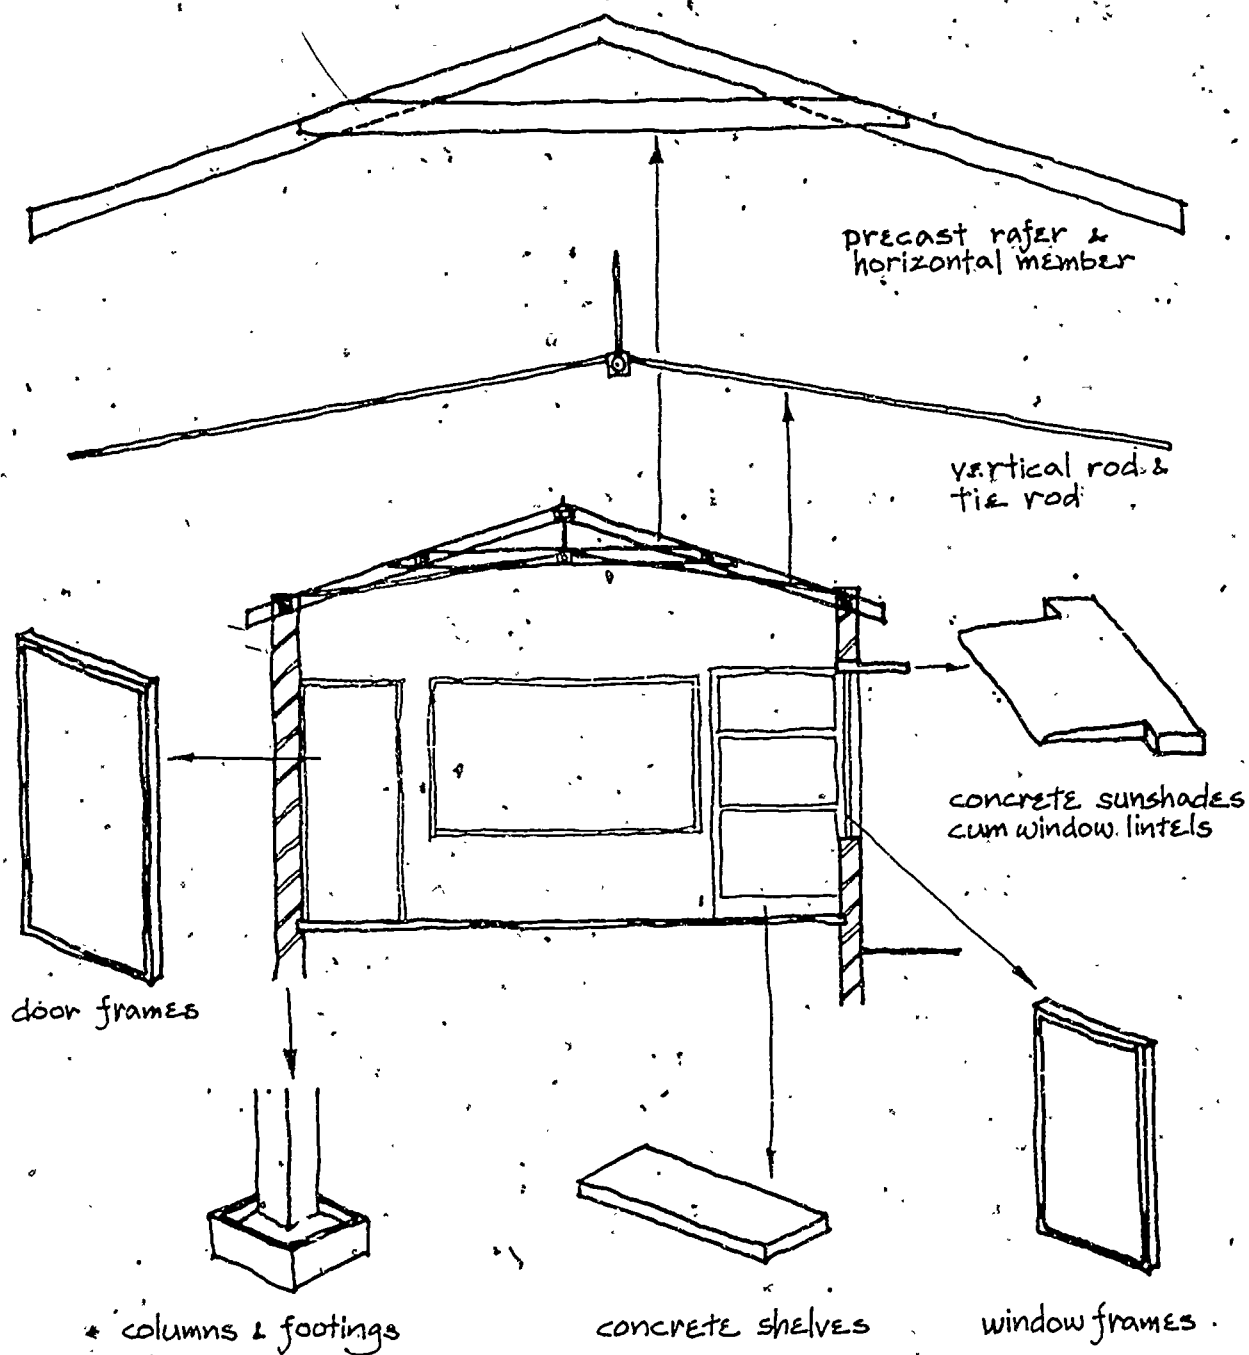 precast rafer &
horizontal member
vertical rod &
tie rod
concrete sunshades
cum window lintels
door frames
columns & footings
concrete shelves
window frames